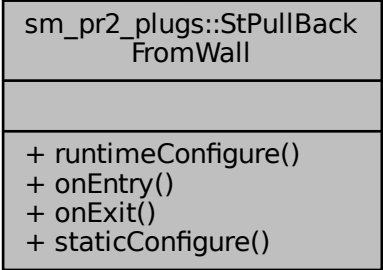 sm_pr2_plugs::StPullBack
FromWall
+ runtimeConfigure()
+ onEntry()
+ onExit()
+ staticConfigure()